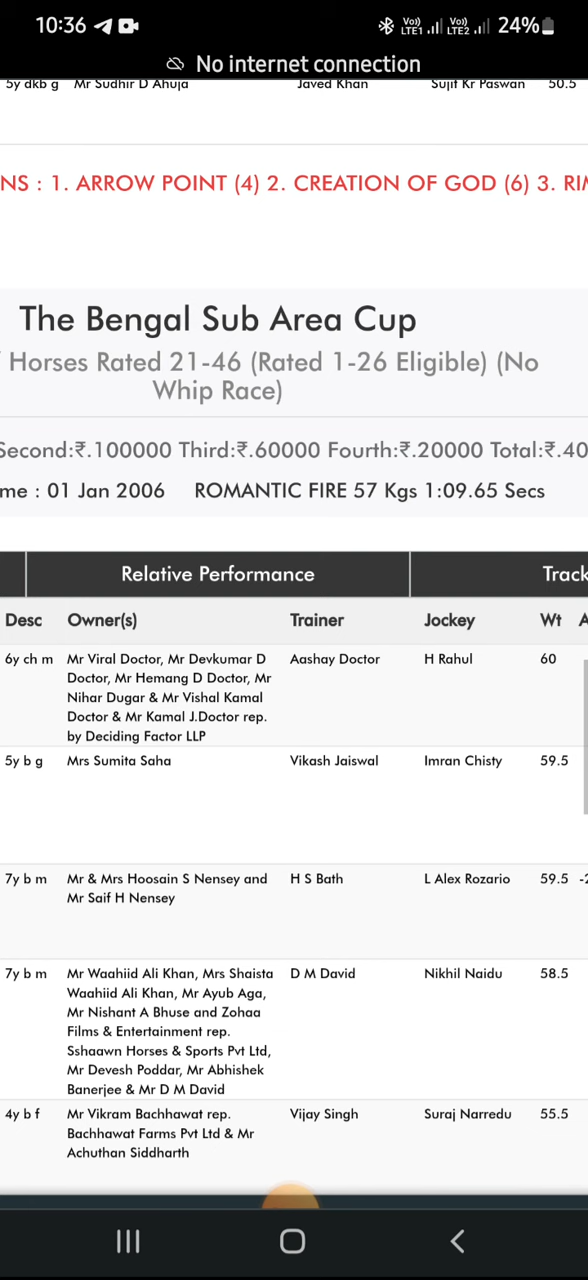 10:36 Vo)) LTE1 Vo)) LTE2 24%
No internet connection
5y dkb g Mr Sudhir D Ahuja Javed Khan Sujit Kr Paswan 50.5
NS : 1. ARROW POINT (4) 2. CREATION OF GOD (6) 3. RIM
The Bengal Sub Area Cup
Horses Rated 21-46 (Rated 1-26 Eligible) (No
Whip Race)
Second:₹.100000 Third:₹.60000 Fourth:₹.20000 Total:₹.40
me : 01 Jan 2006 ROMANTIC FIRE 57 Kgs 1:09.65 Secs
Relative Performance Track
Desc Owner(s) Trainer Jockey Wt A
6y ch m Mr Viral Doctor, Mr Devkumar D Aashay Doctor H Rahul 60
Doctor, Mr Hemang D Doctor, Mr
Nihar Dugar & Mr Vishal Kamal
Doctor & Mr Kamal J.Doctor rep.
by Deciding Factor LLP
5y b g Mrs Sumita Saha Vikash Jaiswal Imran Chisty 59.5
7y b m Mr & Mrs Hoosain S Nensey and H S Bath L Alex Rozario 59.5 -2
Mr Saif H Nensey
7y b m Mr Waahiid Ali Khan, Mrs Shaista D M David Nikhil Naidu 58.5
Waahiid Ali Khan, Mr Ayub Aga,
Mr Nishant A Bhuse and Zohaa
Films & Entertainment rep.
Sshaawn Horses & Sports Pvt Ltd,
Mr Devesh Poddar, Mr Abhishek
Banerjee & Mr D M David
4y b f Mr Vikram Bachhawat rep. Vijay Singh Suraj Narredu 55.5
Bachhawat Farms Pvt Ltd & Mr
Achuthan Siddharth